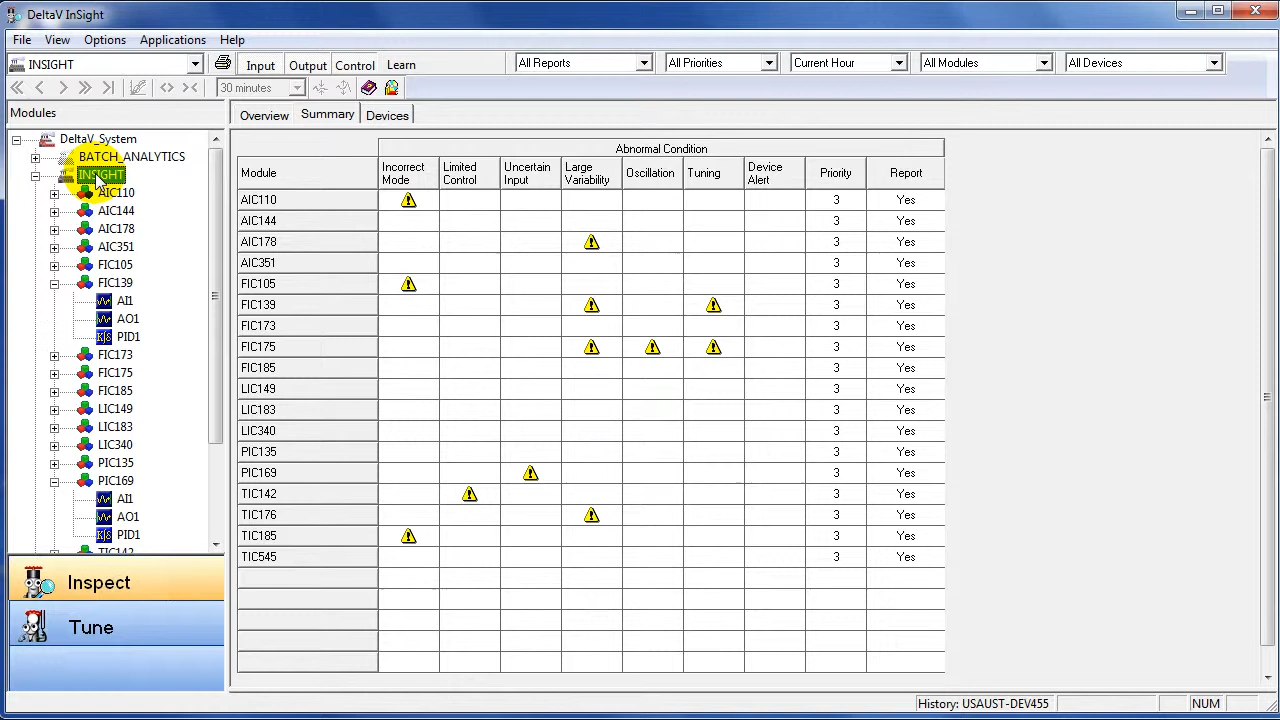 DeltaV InSight
File View Options Applications Help
INSIGHT Input Output Control Learn All Reports All Priorities Current Hour All Modules All Devices
30 minutes
Modules
Overview Summary Devices
DeltaV_System
BATCH_ANALYTICS
INSIGHT
AIC110
AIC144
AIC178
AIC351
FIC105
FIC139
AI1
AO1
PID1
FIC173
FIC175
FIC185
LIC149
LIC183
LIC340
PIC135
PIC169
AI1
AO1
PID1
TIC142
Inspect
Tune
Abnormal Condition
Module Incorrect Mode Limited Control Uncertain Input Large Variability Oscillation Tuning Device Alert Priority Report
AIC110 3 Yes
AIC144 3 Yes
AIC178 3 Yes
AIC351 3 Yes
FIC105 3 Yes
FIC139 3 Yes
FIC173 3 Yes
FIC175 3 Yes
FIC185 3 Yes
LIC149 3 Yes
LIC183 3 Yes
LIC340 3 Yes
PIC135 3 Yes
PIC169 3 Yes
TIC142 3 Yes
TIC176 3 Yes
TIC185 3 Yes
TIC545 3 Yes
History: USAUST-DEV455 NUM